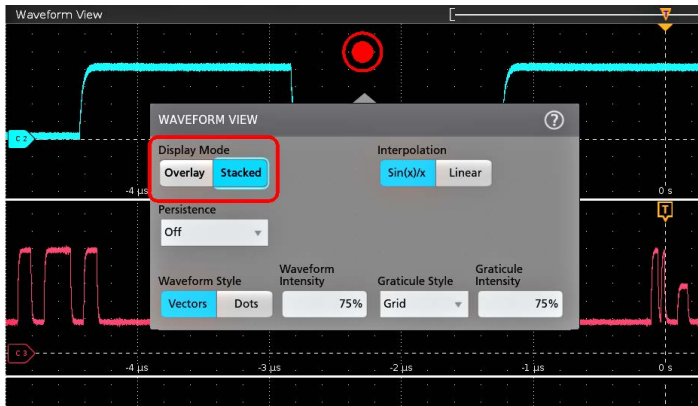 Waveform View
T
C 2
WAVEFORM VIEW
?
Display Mode
Interpolation
Overlay Stacked
Sin(x)/x Linear
-4 µs
0 s
Persistence
T
Off
Waveform Style
Waveform Intensity
Graticule Style
Graticule Intensity
Vectors Dots
75%
Grid
75%
C 3
-4 µs -3 µs -2 µs -1 µs 0 s